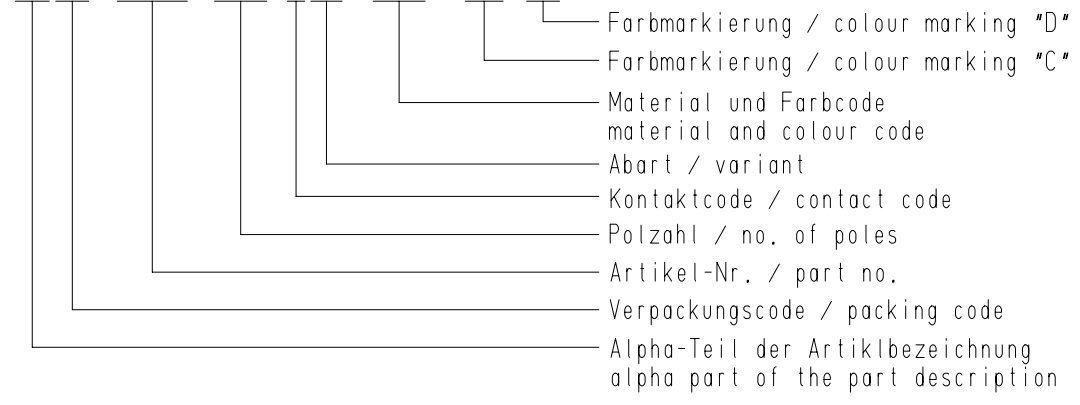 Farbmarkierung / colour marking "D"
Farbmarkierung / colour marking "C"
Material und Farbcode
material and colour code
Abart / variant
Kontaktcode / contact code
Polzahl / no. of poles
Artikel-Nr. / part no.
Verpackungscode / packing code
Alpha-Teil der Artiklbezeichnung
alpha part of the part description